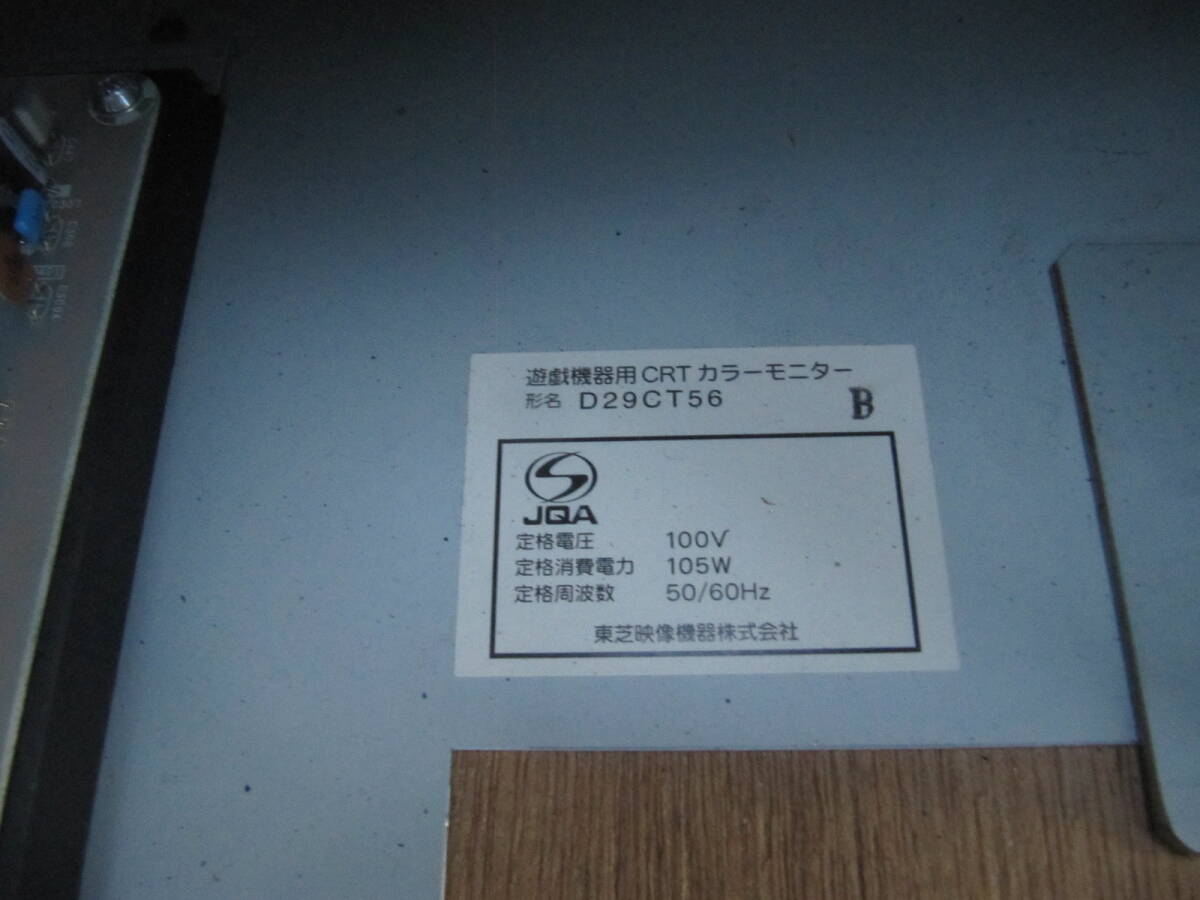 遊戯機器用CRTカラーモニター
形名 D29CT56
B
JQA
定格電圧 100V
定格消費電力 105W
定格周波数 50/60Hz
東芝映像機器株式会社